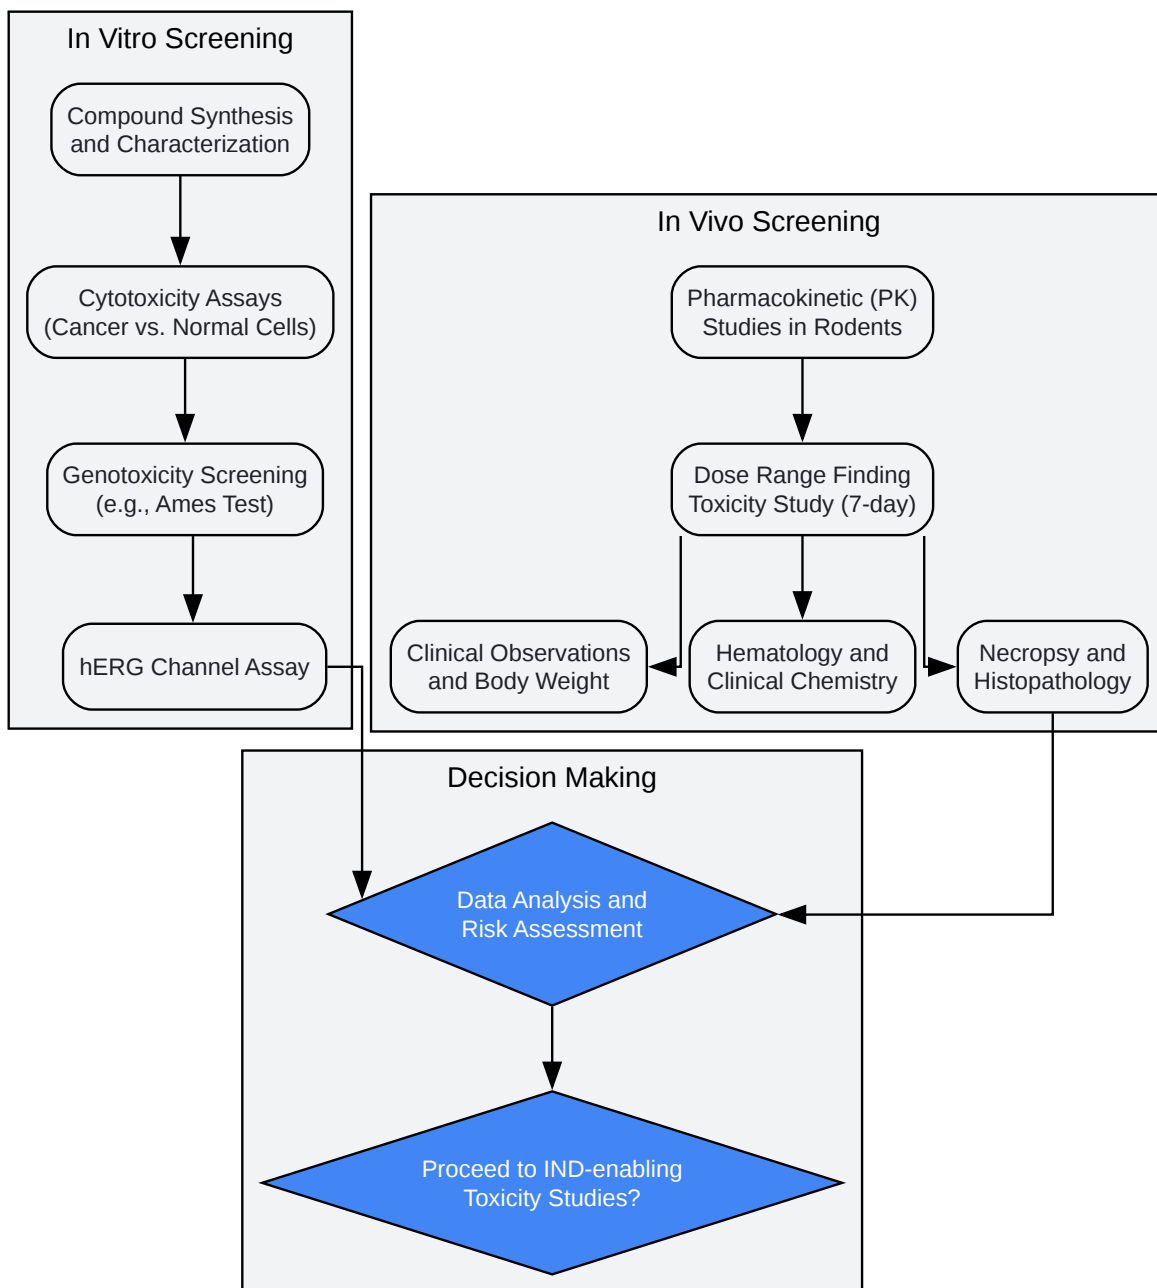 In Vitro Screening
Compound Synthesis
and Characterization
Cytotoxicity Assays
(Cancer vs. Normal Cells)
Genotoxicity Screening
(e.g., Ames Test)
hERG Channel Assay
In Vivo Screening
Pharmacokinetic (PK)
Studies in Rodents
Dose Range Finding
Toxicity Study (7-day)
Clinical Observations
and Body Weight
Hematology and
Clinical Chemistry
Necropsy and
Histopathology
Decision Making
Data Analysis and
Risk Assessment
Proceed to IND-enabling
Toxicity Studies?